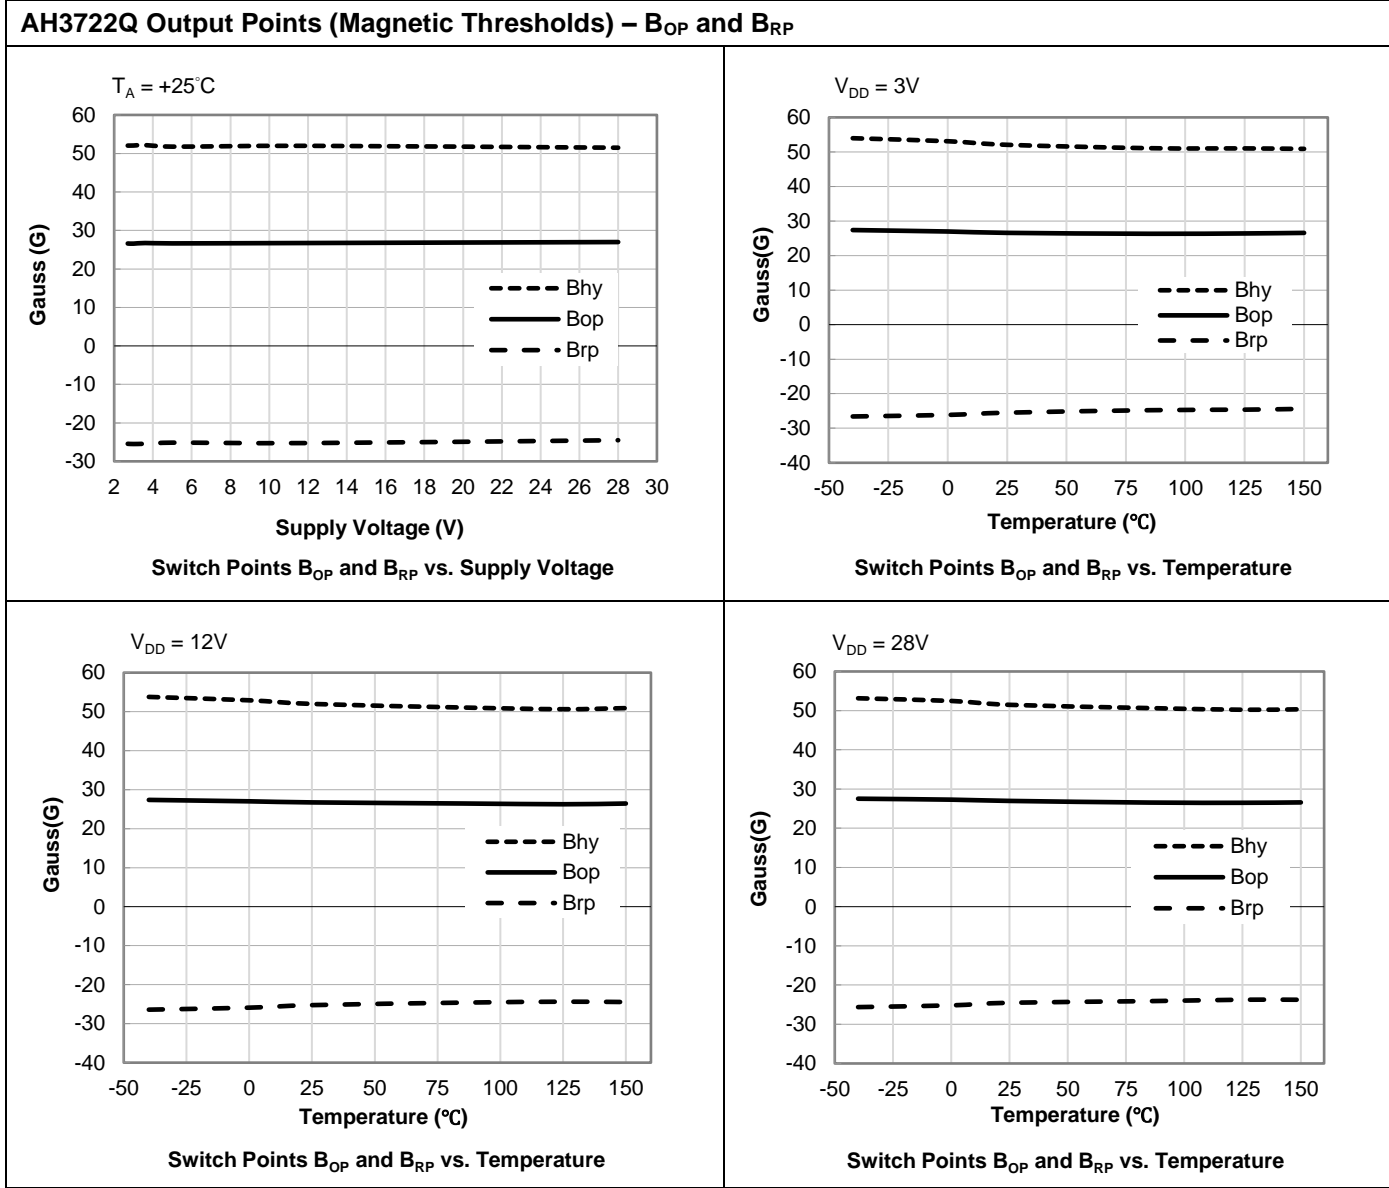 AH3722Q Output Points (Magnetic Thresholds) – BOP and BRP
TA = +25°C
60
50
40
30
20
10
0
-10
-20
-30
Gauss (G)
Bhy
Bop
Brp
2 4 6 8 10 12 14 16 18 20 22 24 26 28 30
Supply Voltage (V)
Switch Points BOP and BRP vs. Supply Voltage
VDD = 3V
60
50
40
30
20
10
0
-10
-20
-30
-40
Gauss(G)
Bhy
Bop
Brp
-50 -25 0 25 50 75 100 125 150
Temperature (℃)
Switch Points BOP and BRP vs. Temperature
VDD = 12V
60
50
40
30
20
10
0
-10
-20
-30
-40
Gauss(G)
Bhy
Bop
Brp
-50 -25 0 25 50 75 100 125 150
Temperature (℃)
Switch Points BOP and BRP vs. Temperature
VDD = 28V
60
50
40
30
20
10
0
-10
-20
-30
-40
Gauss(G)
Bhy
Bop
Brp
-50 -25 0 25 50 75 100 125 150
Temperature (℃)
Switch Points BOP and BRP vs. Temperature